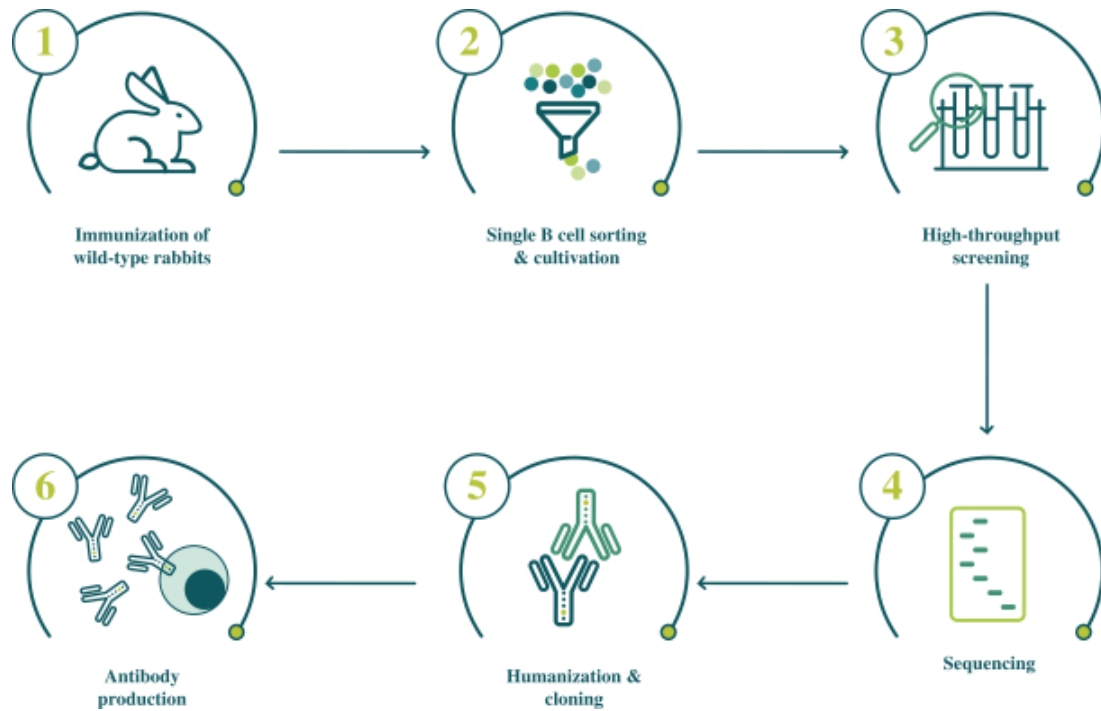 1
Immunization of
wild-type rabbits
2
Single B cell sorting
& cultivation
3
High-throughput
screening
4
Sequencing
5
Humanization &
cloning
6
Antibody
production